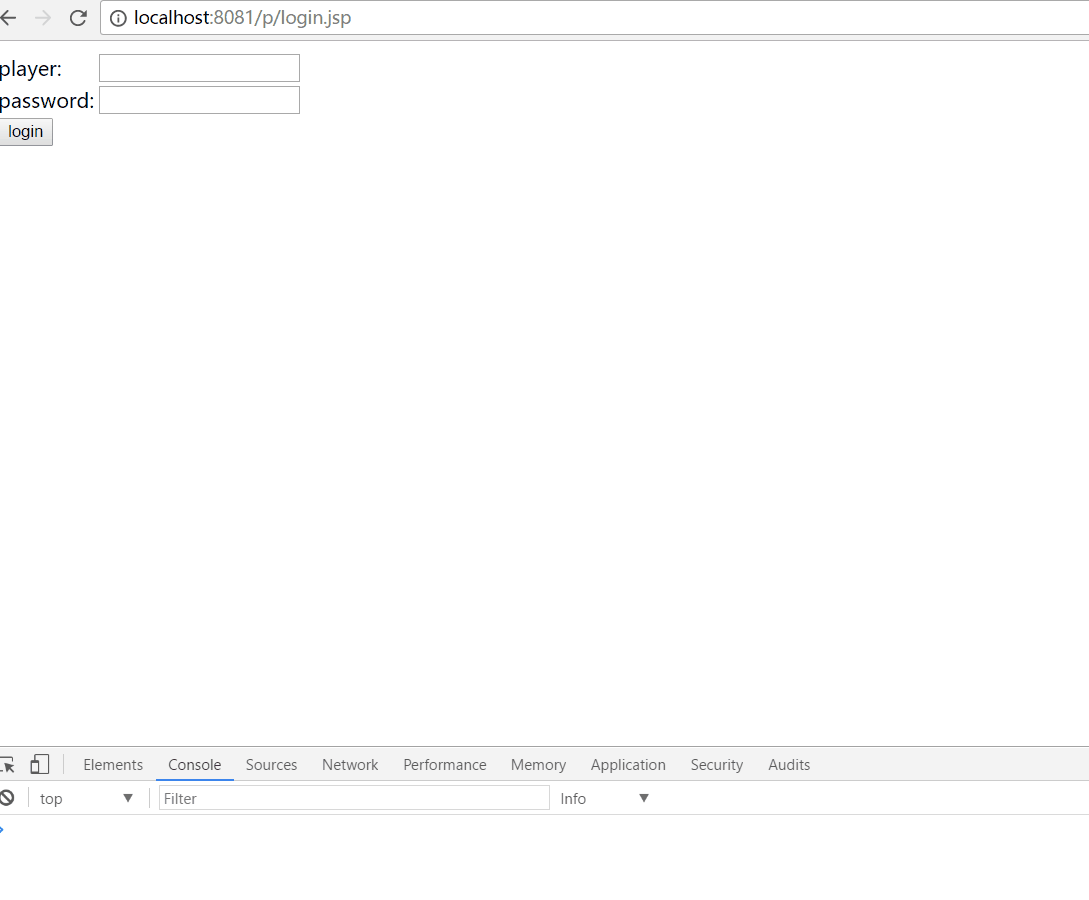 localhost:8081/p/login.jsp
player:
password:
login
Elements Console Sources Network Performance Memory Application Security Audits
top Filter Info